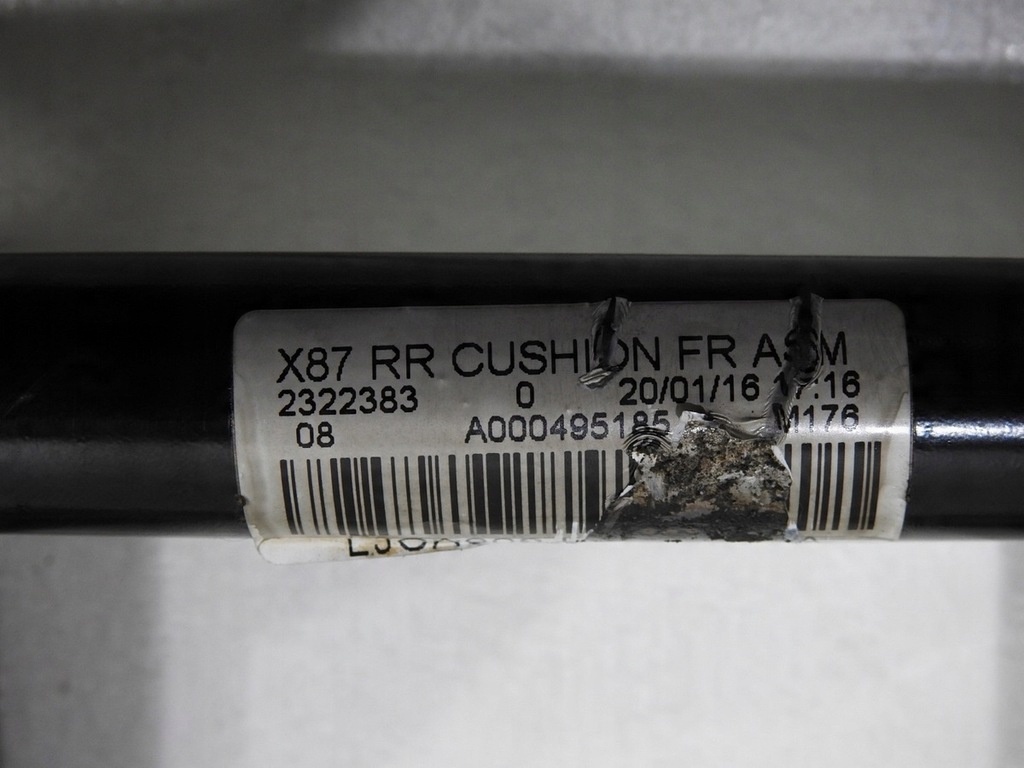 X87 RR CUSHION FR ASM
2322383 0 20/01/16 17:16
08 A000495185 M176